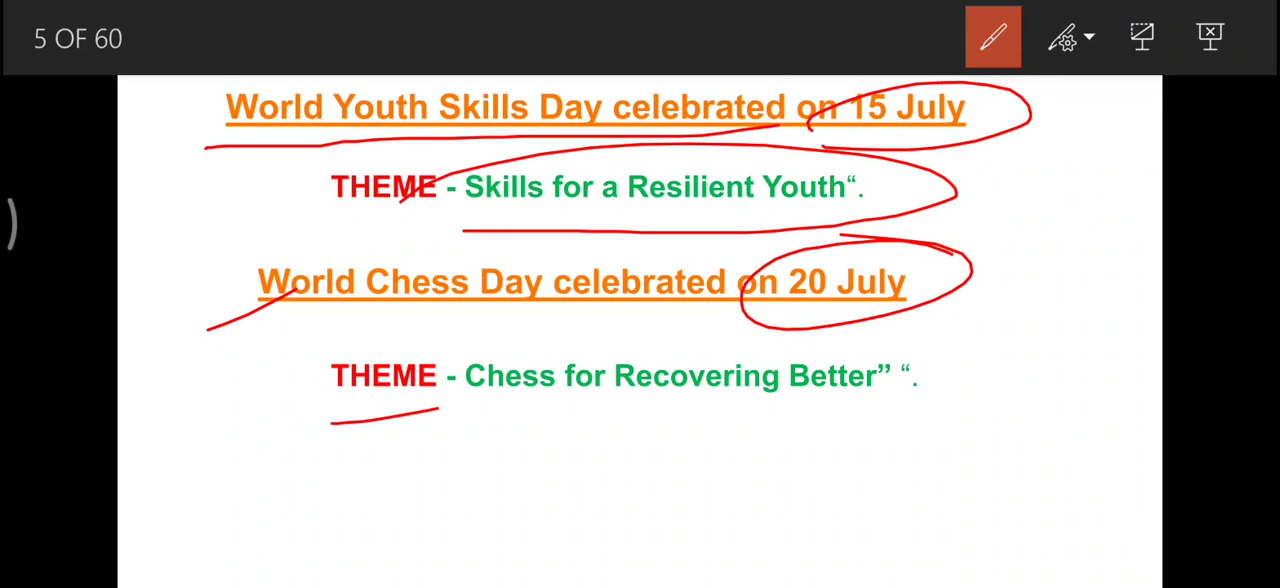 5 OF 60
World Youth Skills Day celebrated on 15 July
THEME - Skills for a Resilient Youth“.
World Chess Day celebrated on 20 July
THEME - Chess for Recovering Better” “.